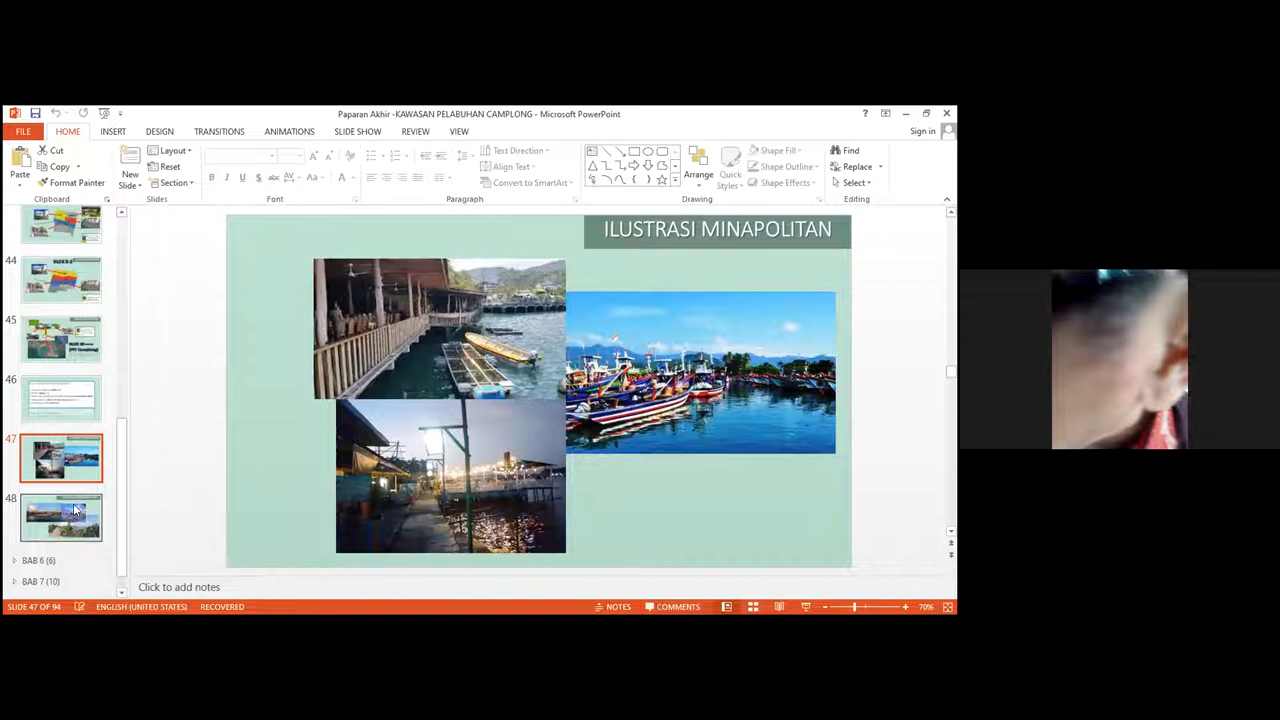 Paparan Akhir -KAWASAN PELABUHAN CAMPLONG - Microsoft PowerPoint
FILE HOME INSERT DESIGN TRANSITIONS ANIMATIONS SLIDE SHOW REVIEW VIEW Sign in
Paste
Cut
Copy
Format Painter
Clipboard
New Slide
Layout
Reset
Section
Slides
Font
Text Direction
Align Text
Convert to SmartArt
Paragraph
Arrange
Quick Styles
Shape Fill
Shape Outline
Shape Effects
Drawing
Find
Replace
Select
Editing
44
45
46
47
48
BAB 6 (6)
BAB 7 (10)
ILUSTRASI MINAPOLITAN
Click to add notes
SLIDE 47 OF 94 ENGLISH (UNITED STATES) RECOVERED NOTES COMMENTS 70%